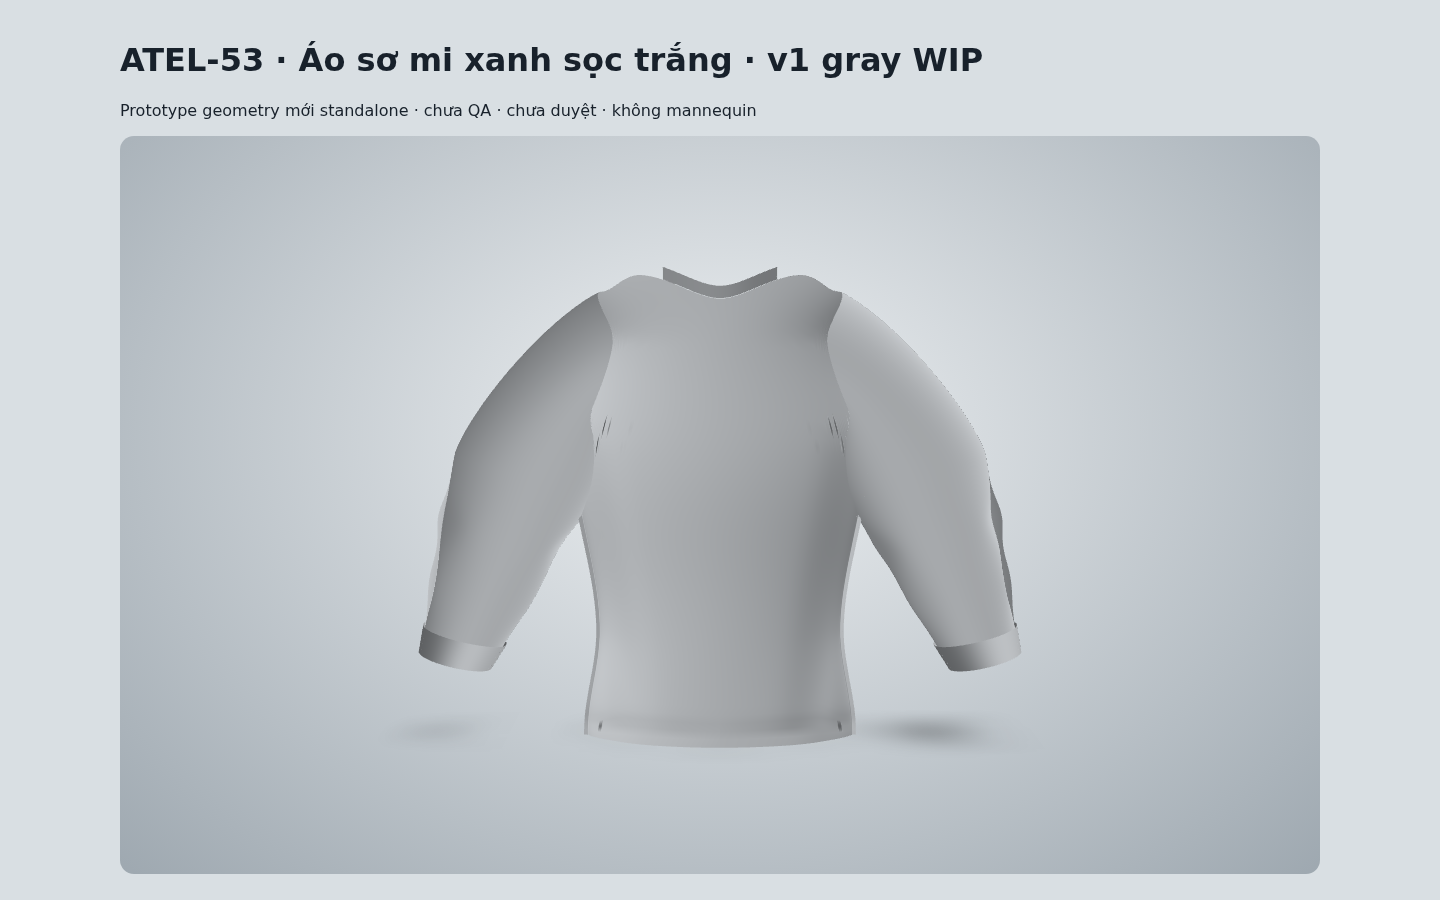 ATEL-53 · Áo sơ mi xanh sọc trắng · v1 gray WIP
Prototype geometry mới standalone · chưa QA · chưa duyệt · không mannequin